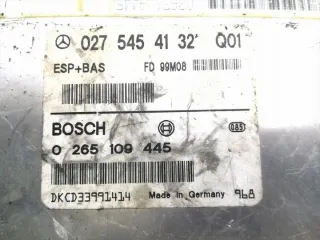 027 545 41 32 Q01
ESP+BAS FD 99M08
BOSCH 085
0 265 109 445
DKCD33991414 Made in Germany 968